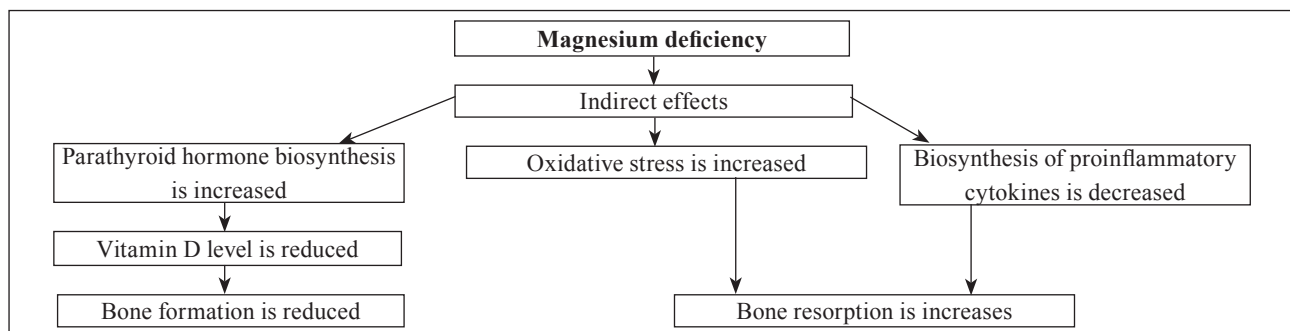 Magnesium deficiency
Indirect effects
Parathyroid hormone biosynthesis
is increased
Oxidative stress is increased
Biosynthesis of proinflammatory
cytokines is decreased
Vitamin D level is reduced
Bone formation is reduced
Bone resorption is increases